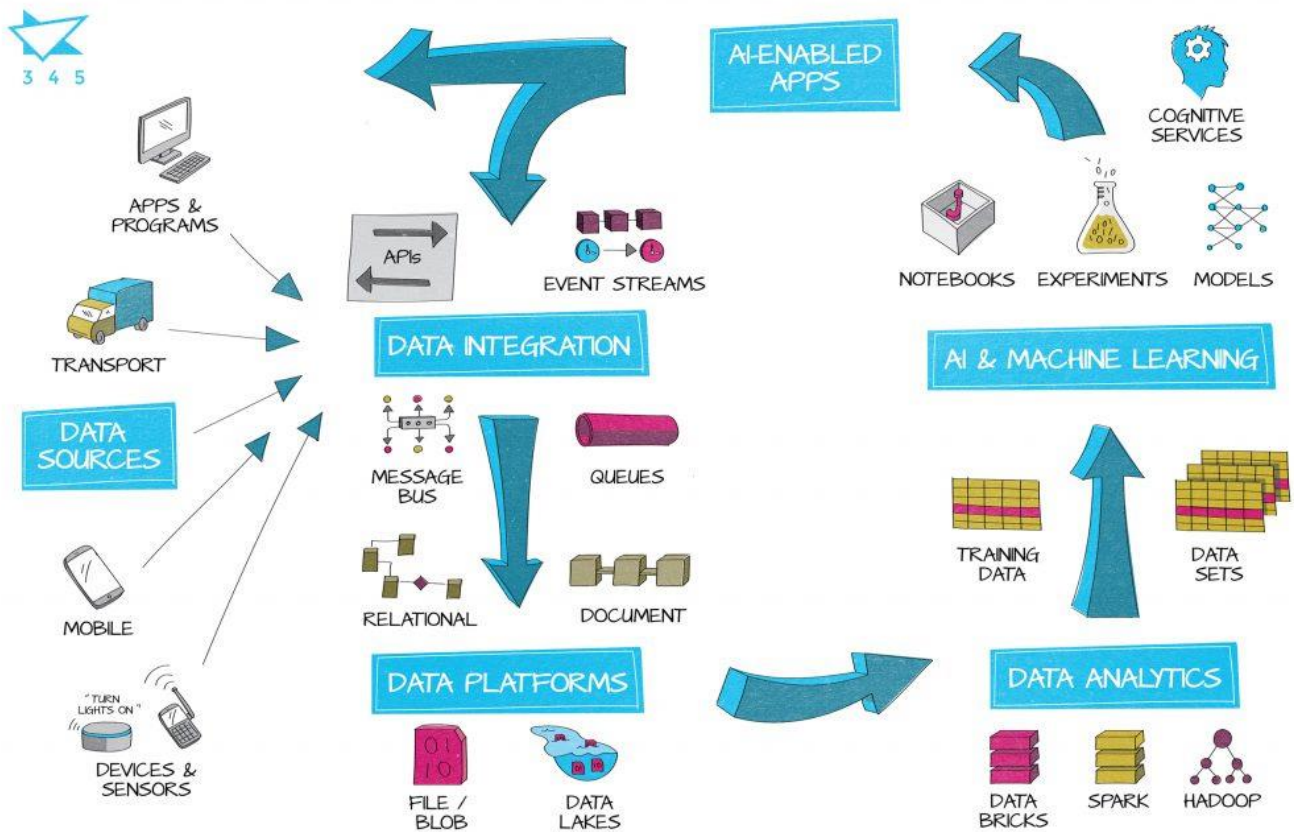 3 4 5
AI-ENABLED
APPS
COGNITIVE
SERVICES
APPS &
PROGRAMS
APIs
EVENT STREAMS
NOTEBOOKS
EXPERIMENTS
MODELS
TRANSPORT
DATA INTEGRATION
AI & MACHINE LEARNING
DATA
SOURCES
MESSAGE
BUS
QUEUES
TRAINING
DATA
DATA
SETS
RELATIONAL
DOCUMENT
MOBILE
DATA PLATFORMS
DATA ANALYTICS
"TURN
LIGHTS ON"
DEVICES &
SENSORS
01
10
FILE /
BLOB
DATA
LAKES
DATA
BRICKS
SPARK
HADOOP